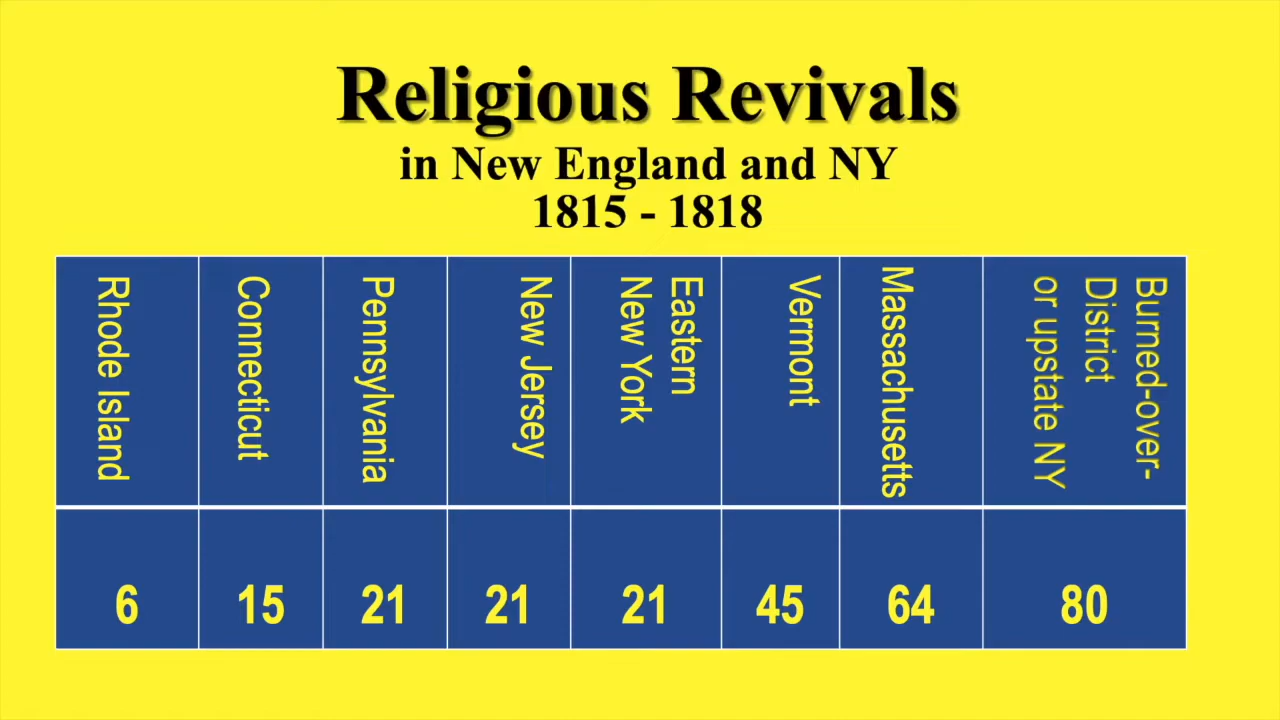 Religious Revivals
in New England and NY
1815 - 1818
Rhode Island
Connecticut
Pennsylvania
New Jersey
Eastern
New York
Vermont
Massachusetts
Burned-over-
District
or upstate NY
6
15
21
21
21
45
64
80